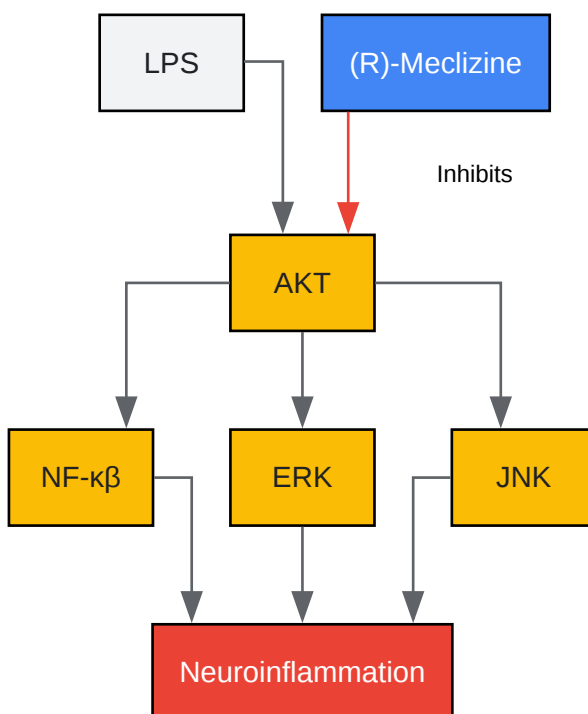 LPS
(R)-Meclizine
Inhibits
AKT
NF-κβ
ERK
JNK
Neuroinflammation